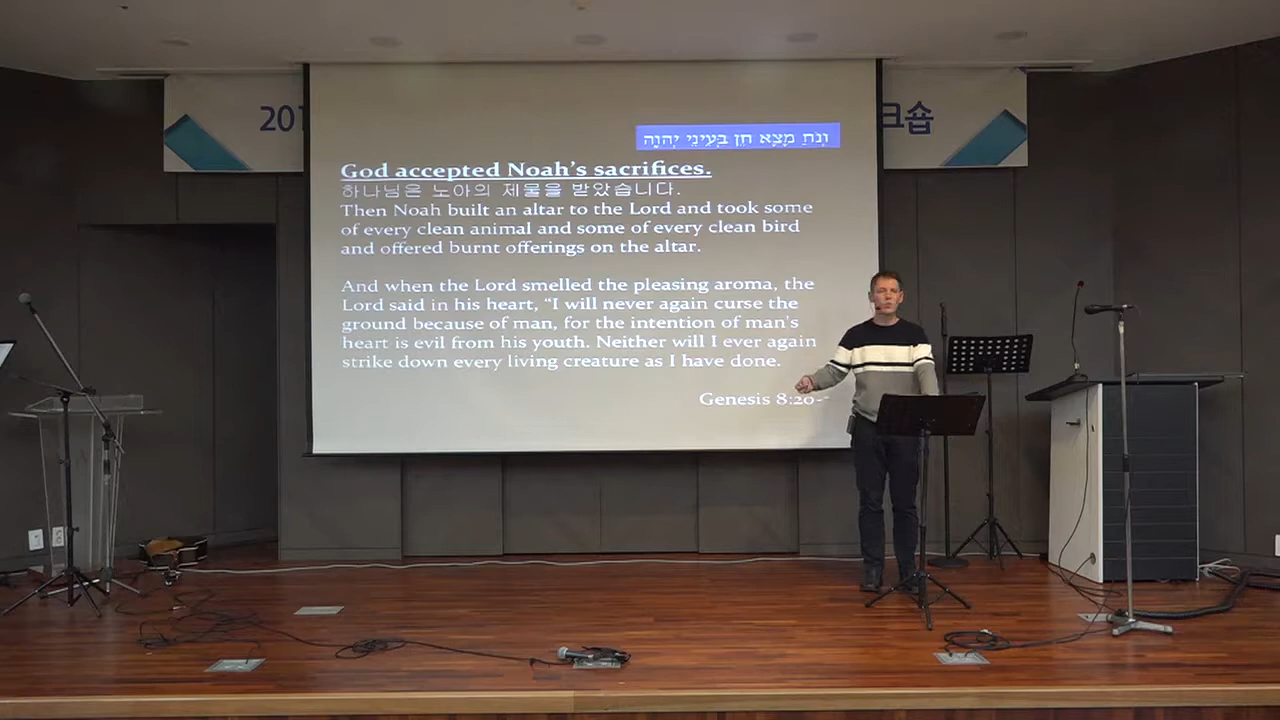 201
크숍
וְנֹחַ מָצָא חֵן בְּעֵינֵי יְהוָה
God accepted Noah's sacrifices.
하나님은 노아의 제물을 받았습니다.
Then Noah built an altar to the Lord and took some
of every clean animal and some of every clean bird
and offered burnt offerings on the altar.
And when the Lord smelled the pleasing aroma, the
Lord said in his heart, “I will never again curse the
ground because of man, for the intention of man's
heart is evil from his youth. Neither will I ever again
strike down every living creature as I have done.
Genesis 8:20-